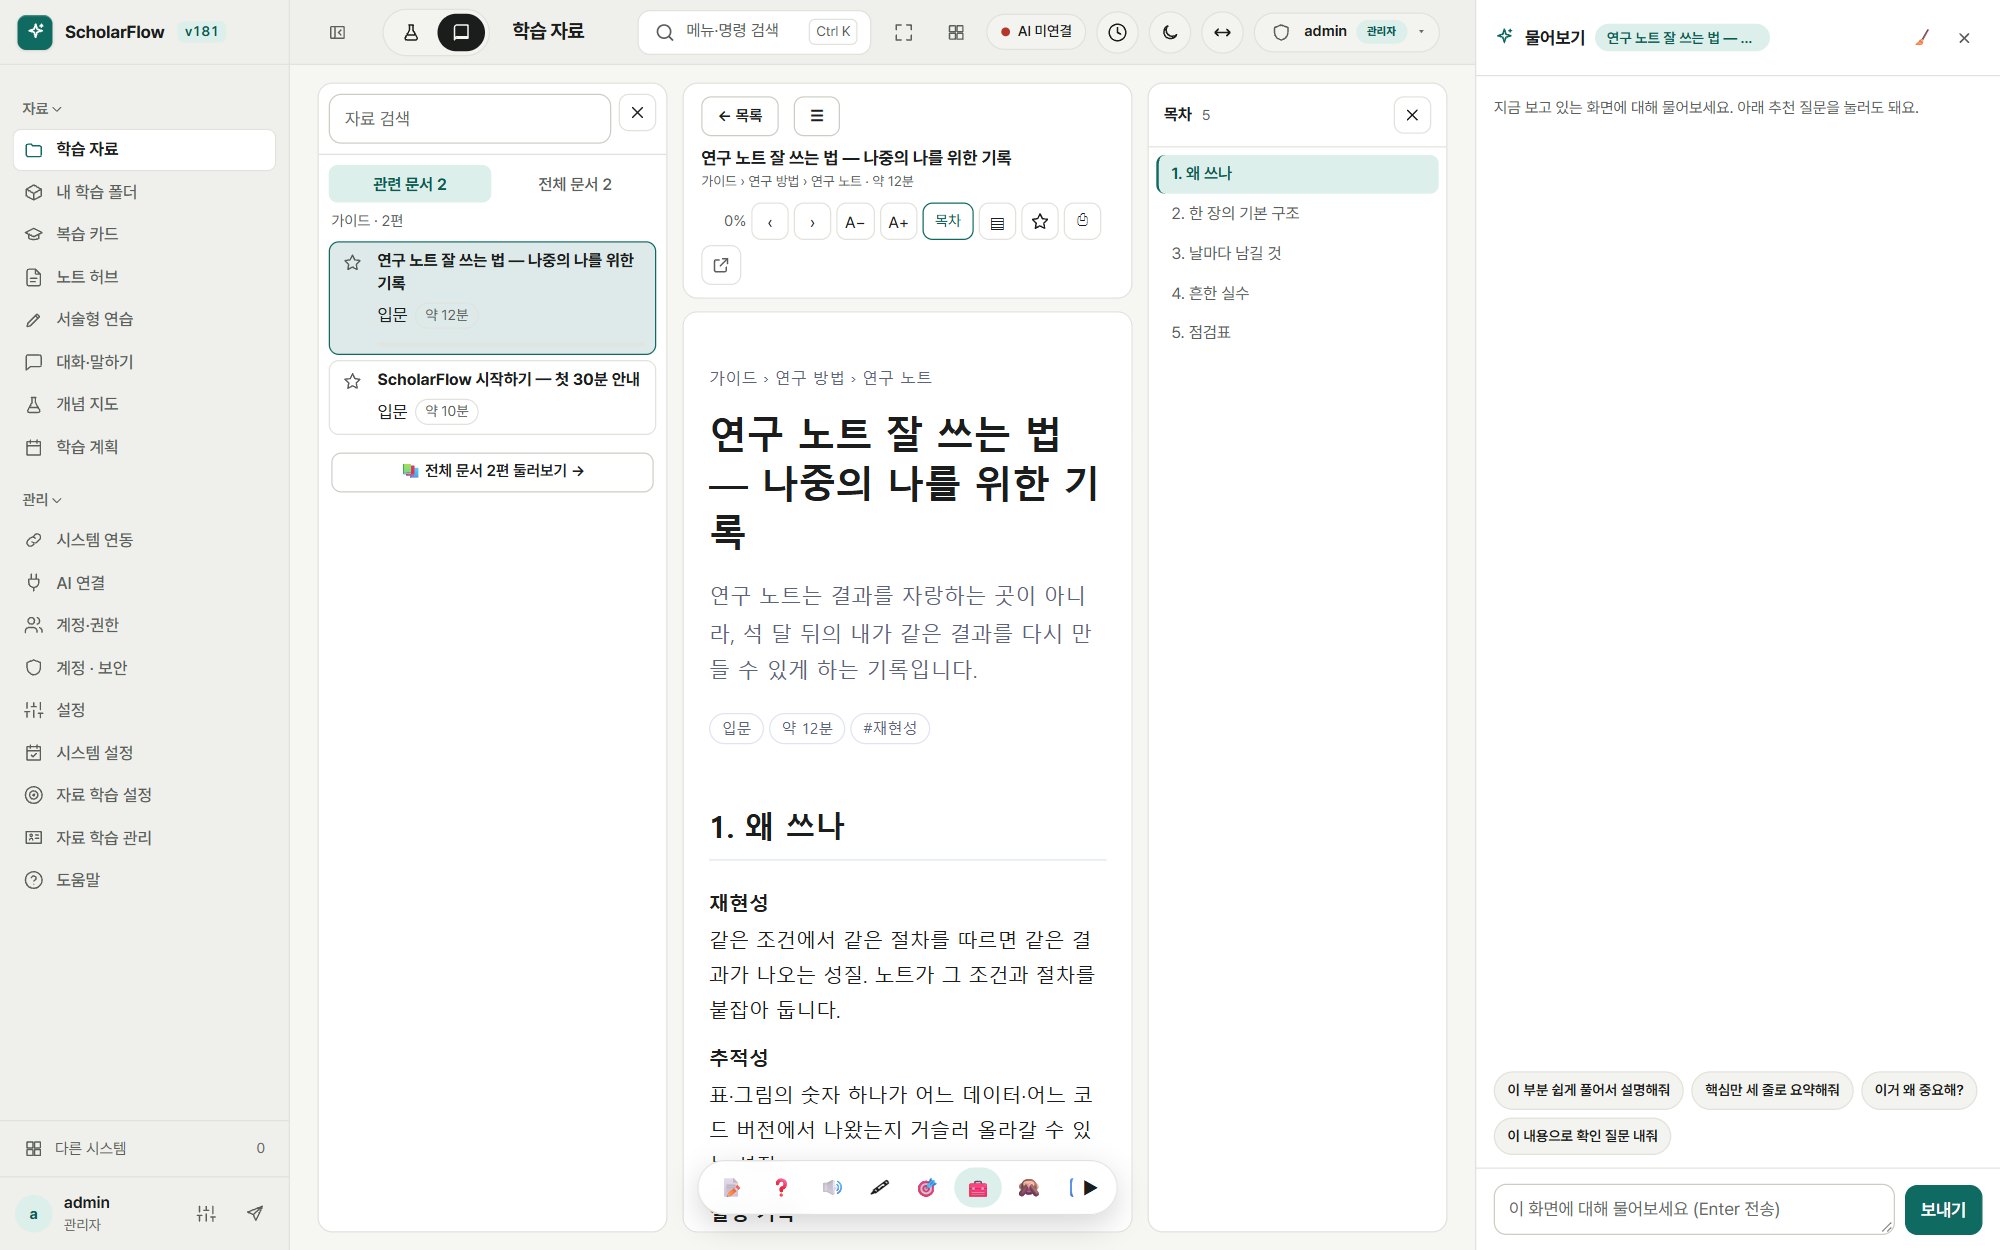 ScholarFlow v181
자료
학습 자료
내 학습 폴더
복습 카드
노트 허브
서술형 연습
대화·말하기
개념 지도
학습 계획
관리
시스템 연동
AI 연결
계정·권한
계정 · 보안
설정
시스템 설정
자료 학습 설정
자료 학습 관리
도움말
다른 시스템 0
a admin
관리자
학습 자료
메뉴·명령 검색 Ctrl K
AI 미연결
admin 관리자
자료 검색
관련 문서 2 전체 문서 2
가이드 · 2편
연구 노트 잘 쓰는 법 — 나중의 나를 위한
기록
입문 약 12분
ScholarFlow 시작하기 — 첫 30분 안내
입문 약 10분
전체 문서 2편 둘러보기 →
← 목록
연구 노트 잘 쓰는 법 — 나중의 나를 위한 기록
가이드 › 연구 방법 › 연구 노트 · 약 12분
0% ‹ › A− A+ 목차
가이드 › 연구 방법 › 연구 노트
연구 노트 잘 쓰는 법
— 나중의 나를 위한 기
록
연구 노트는 결과를 자랑하는 곳이 아니
라, 석 달 뒤의 내가 같은 결과를 다시 만
들 수 있게 하는 기록입니다.
입문 약 12분 #재현성
1. 왜 쓰나
재현성
같은 조건에서 같은 절차를 따르면 같은 결
과가 나오는 성질. 노트가 그 조건과 절차를
붙잡아 둡니다.
추적성
표·그림의 숫자 하나가 어느 데이터·어느 코
드 버전에서 나왔는지 거슬러 올라갈 수 있
목차 5
1. 왜 쓰나
2. 한 장의 기본 구조
3. 날마다 남길 것
4. 흔한 실수
5. 점검표
물어보기 연구 노트 잘 쓰는 법 — ...
지금 보고 있는 화면에 대해 물어보세요. 아래 추천 질문을 눌러도 돼요.
이 부분 쉽게 풀어서 설명해줘 핵심만 세 줄로 요약해줘 이거 왜 중요해?
이 내용으로 확인 질문 내줘
이 화면에 대해 물어보세요 (Enter 전송) 보내기